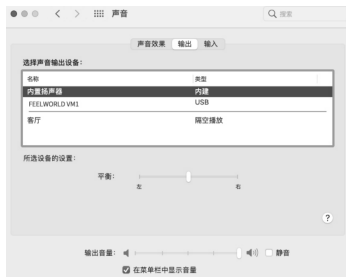 声音
搜索
声音效果 输出 输入
选择声音输出设备：
名称 类型
内置扬声器 内建
FEELWORLD VM1 USB
客厅 隔空播放
所选设备的设置：
平衡：
左 右
?
输出音量： 静音
在菜单栏中显示音量